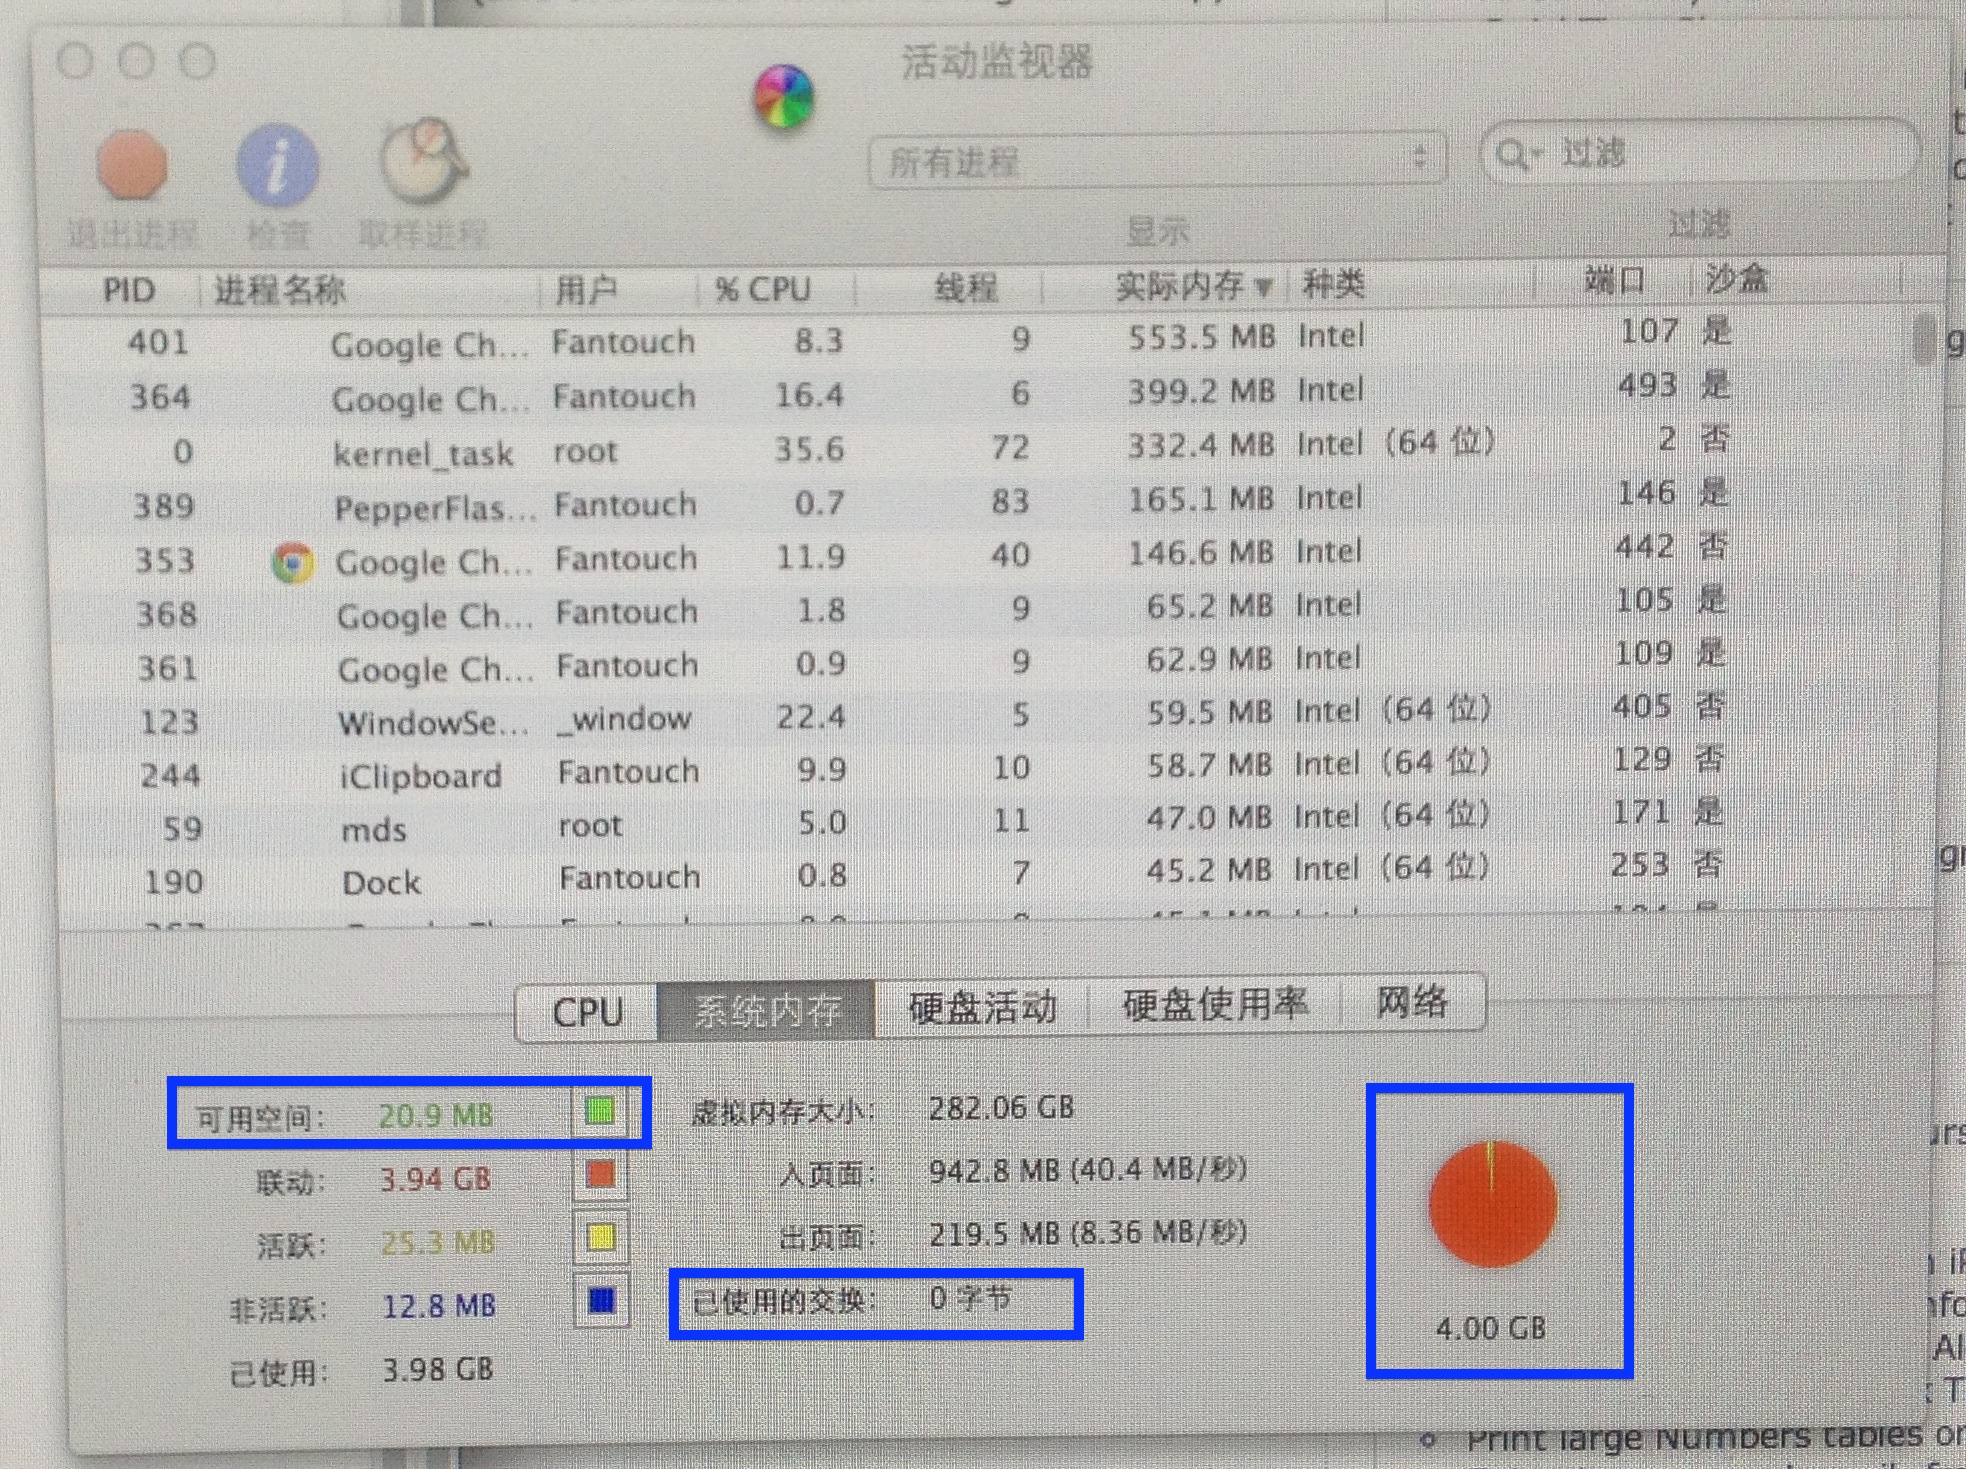 活动监视器
所有进程
过滤
退出进程 检查 取样进程 显示 过滤
PID 进程名称 用户 % CPU 线程 实际内存 种类 端口 沙盒
401 Google Ch... Fantouch 8.3 9 553.5 MB Intel 107 是
364 Google Ch... Fantouch 16.4 6 399.2 MB Intel 493 是
0 kernel_task root 35.6 72 332.4 MB Intel (64 位) 2 否
389 PepperFlas... Fantouch 0.7 83 165.1 MB Intel 146 是
353 Google Ch... Fantouch 11.9 40 146.6 MB Intel 442 否
368 Google Ch... Fantouch 1.8 9 65.2 MB Intel 105 是
361 Google Ch... Fantouch 0.9 9 62.9 MB Intel 109 是
123 WindowSe... _window 22.4 5 59.5 MB Intel (64 位) 405 否
244 iClipboard Fantouch 9.9 10 58.7 MB Intel (64 位) 129 否
59 mds root 5.0 11 47.0 MB Intel (64 位) 171 是
190 Dock Fantouch 0.8 7 45.2 MB Intel (64 位) 253 否
CPU 系统内存 硬盘活动 硬盘使用率 网络
可用空间: 20.9 MB 虚拟内存大小: 282.06 GB
联动: 3.94 GB 入页面: 942.8 MB (40.4 MB/秒)
活跃: 25.3 MB 出页面: 219.5 MB (8.36 MB/秒)
非活跃: 12.8 MB 已使用的交换: 0 字节
已使用: 3.98 GB
4.00 GB
Print large Numbers tables